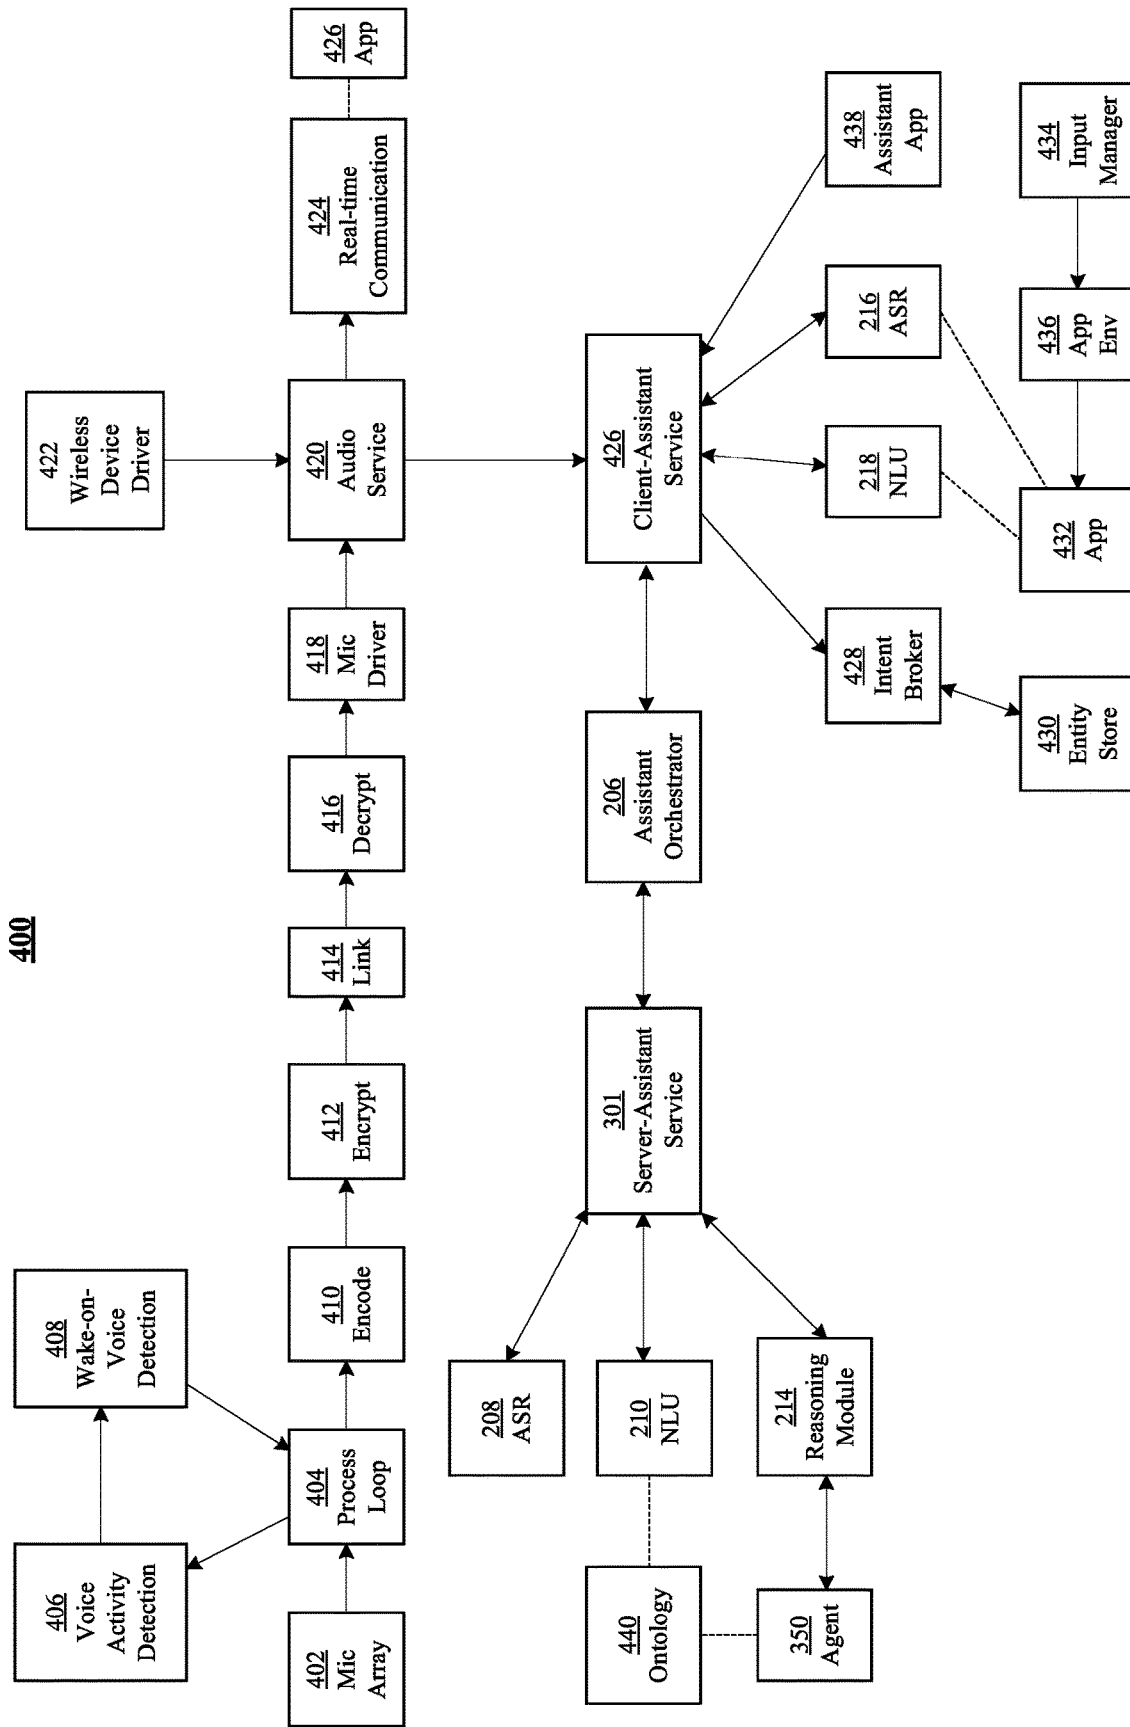 400
406
Voice
Activity
Detection
408
Wake-on-
Voice
Detection
422
Wireless
Device
Driver
402
Mic
Array
404
Process
Loop
410
Encode
412
Encrypt
414
Link
416
Decrypt
418
Mic
Driver
420
Audio
Service
424
Real-time
Communication
426
App
208
ASR
440
Ontology
210
NLU
301
Server-Assistant
Service
206
Assistant
Orchestrator
426
Client-Assistant
Service
350
Agent
214
Reasoning
Module
428
Intent
Broker
218
NLU
216
ASR
438
Assistant
App
430
Entity
Store
432
App
436
App
Env
434
Input
Manager